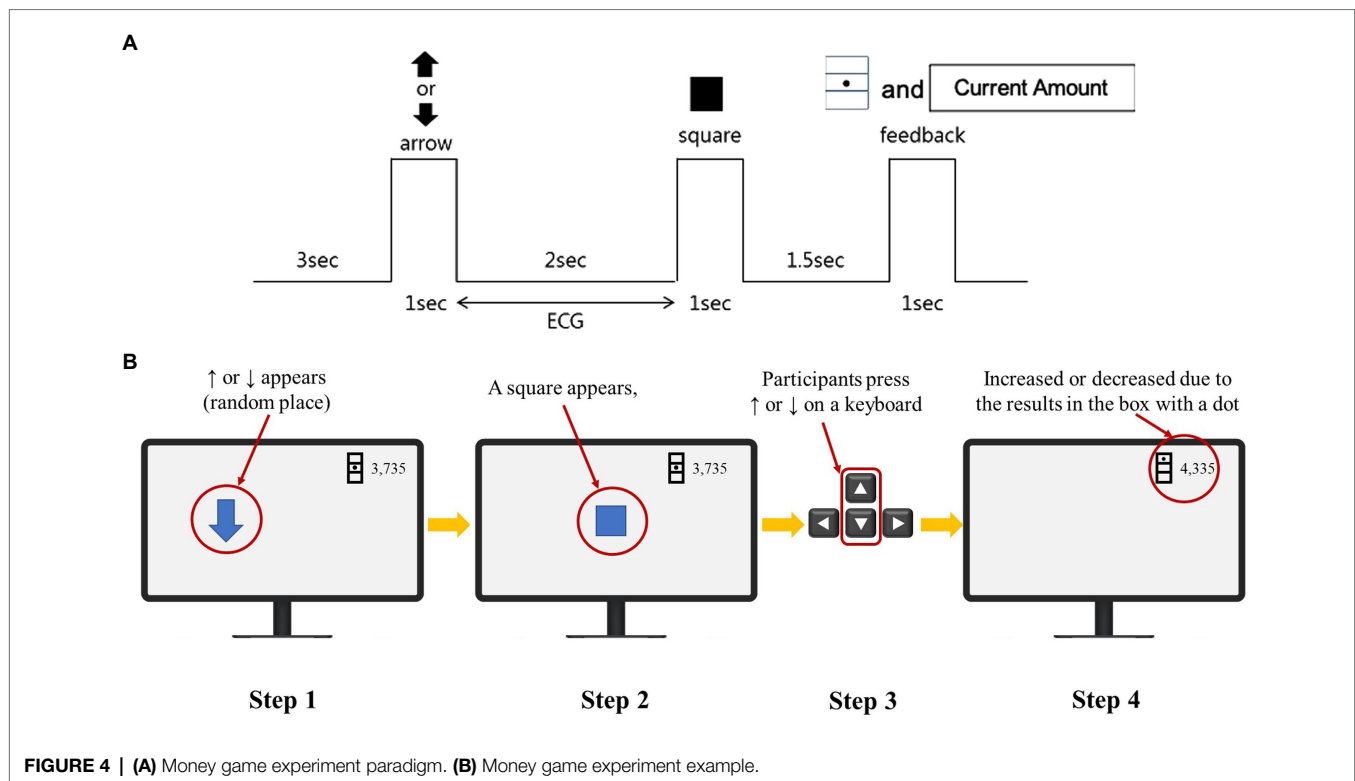 A
or
arrow
square
and Current Amount
feedback
3sec
2sec
1.5sec
1sec
ECG
1sec
1sec
B
↑ or ↓ appears
(random place)
A square appears,
Participants press
↑ or ↓ on a keyboard
Increased or decreased due to
the results in the box with a dot
3,735
3,735
4,335
Step 1
Step 2
Step 3
Step 4
FIGURE 4 | (A) Money game experiment paradigm. (B) Money game experiment example.